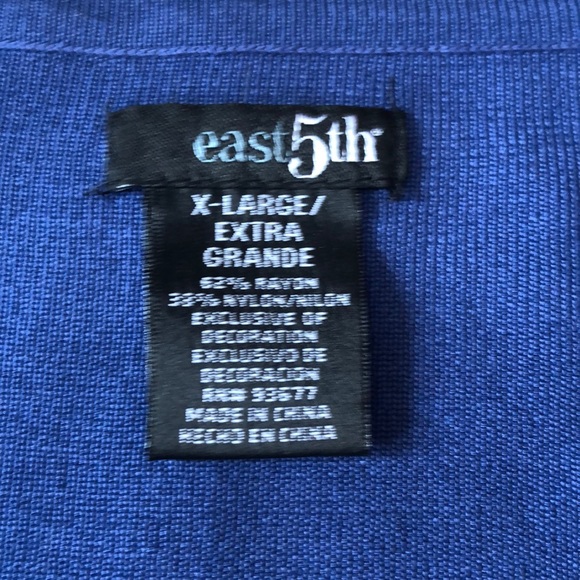 east5th
X-LARGE/
EXTRA
GRANDE
62% RAYON
38% NYLON/NILON
EXCLUSIVE OF
DECORATION
EXCLUSIVO DE
DECORACION
RN# 93677
MADE IN CHINA
HECHO EN CHINA